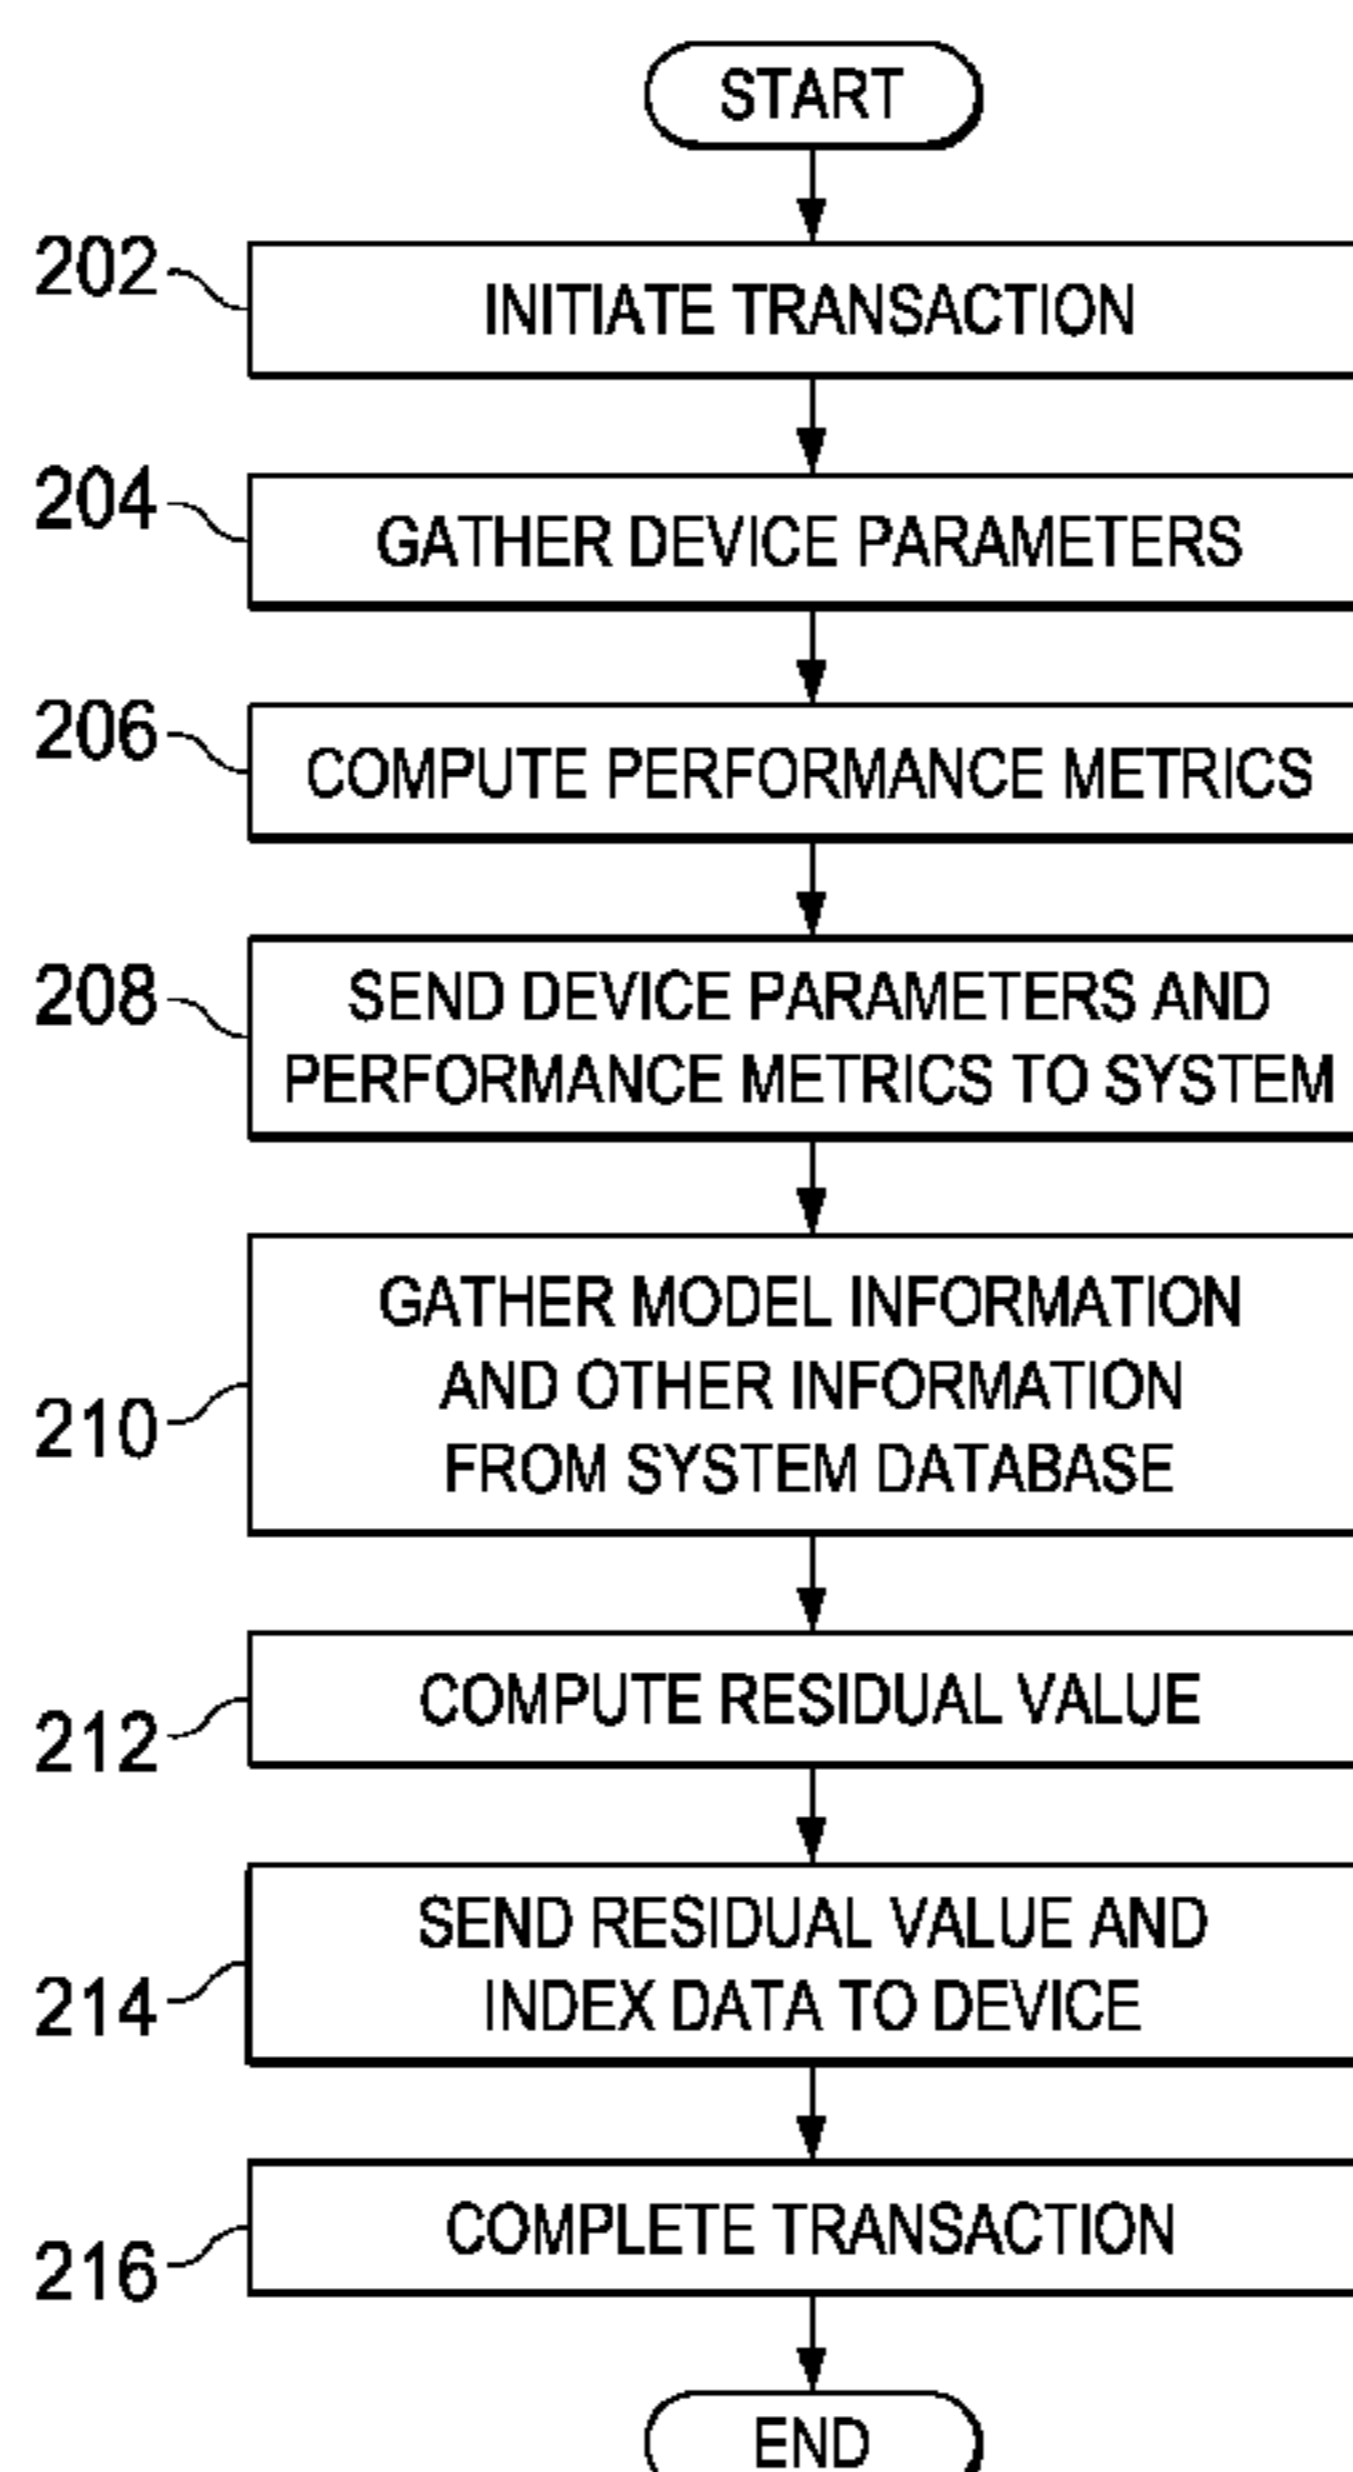 START
202
INITIATE TRANSACTION
204
GATHER DEVICE PARAMETERS
206
COMPUTE PERFORMANCE METRICS
208
SEND DEVICE PARAMETERS AND
PERFORMANCE METRICS TO SYSTEM
GATHER MODEL INFORMATION
AND OTHER INFORMATION
210
FROM SYSTEM DATABASE
COMPUTE RESIDUAL VALUE
212
SEND RESIDUAL VALUE AND
214
INDEX DATA TO DEVICE
COMPLETE TRANSACTION
216
END